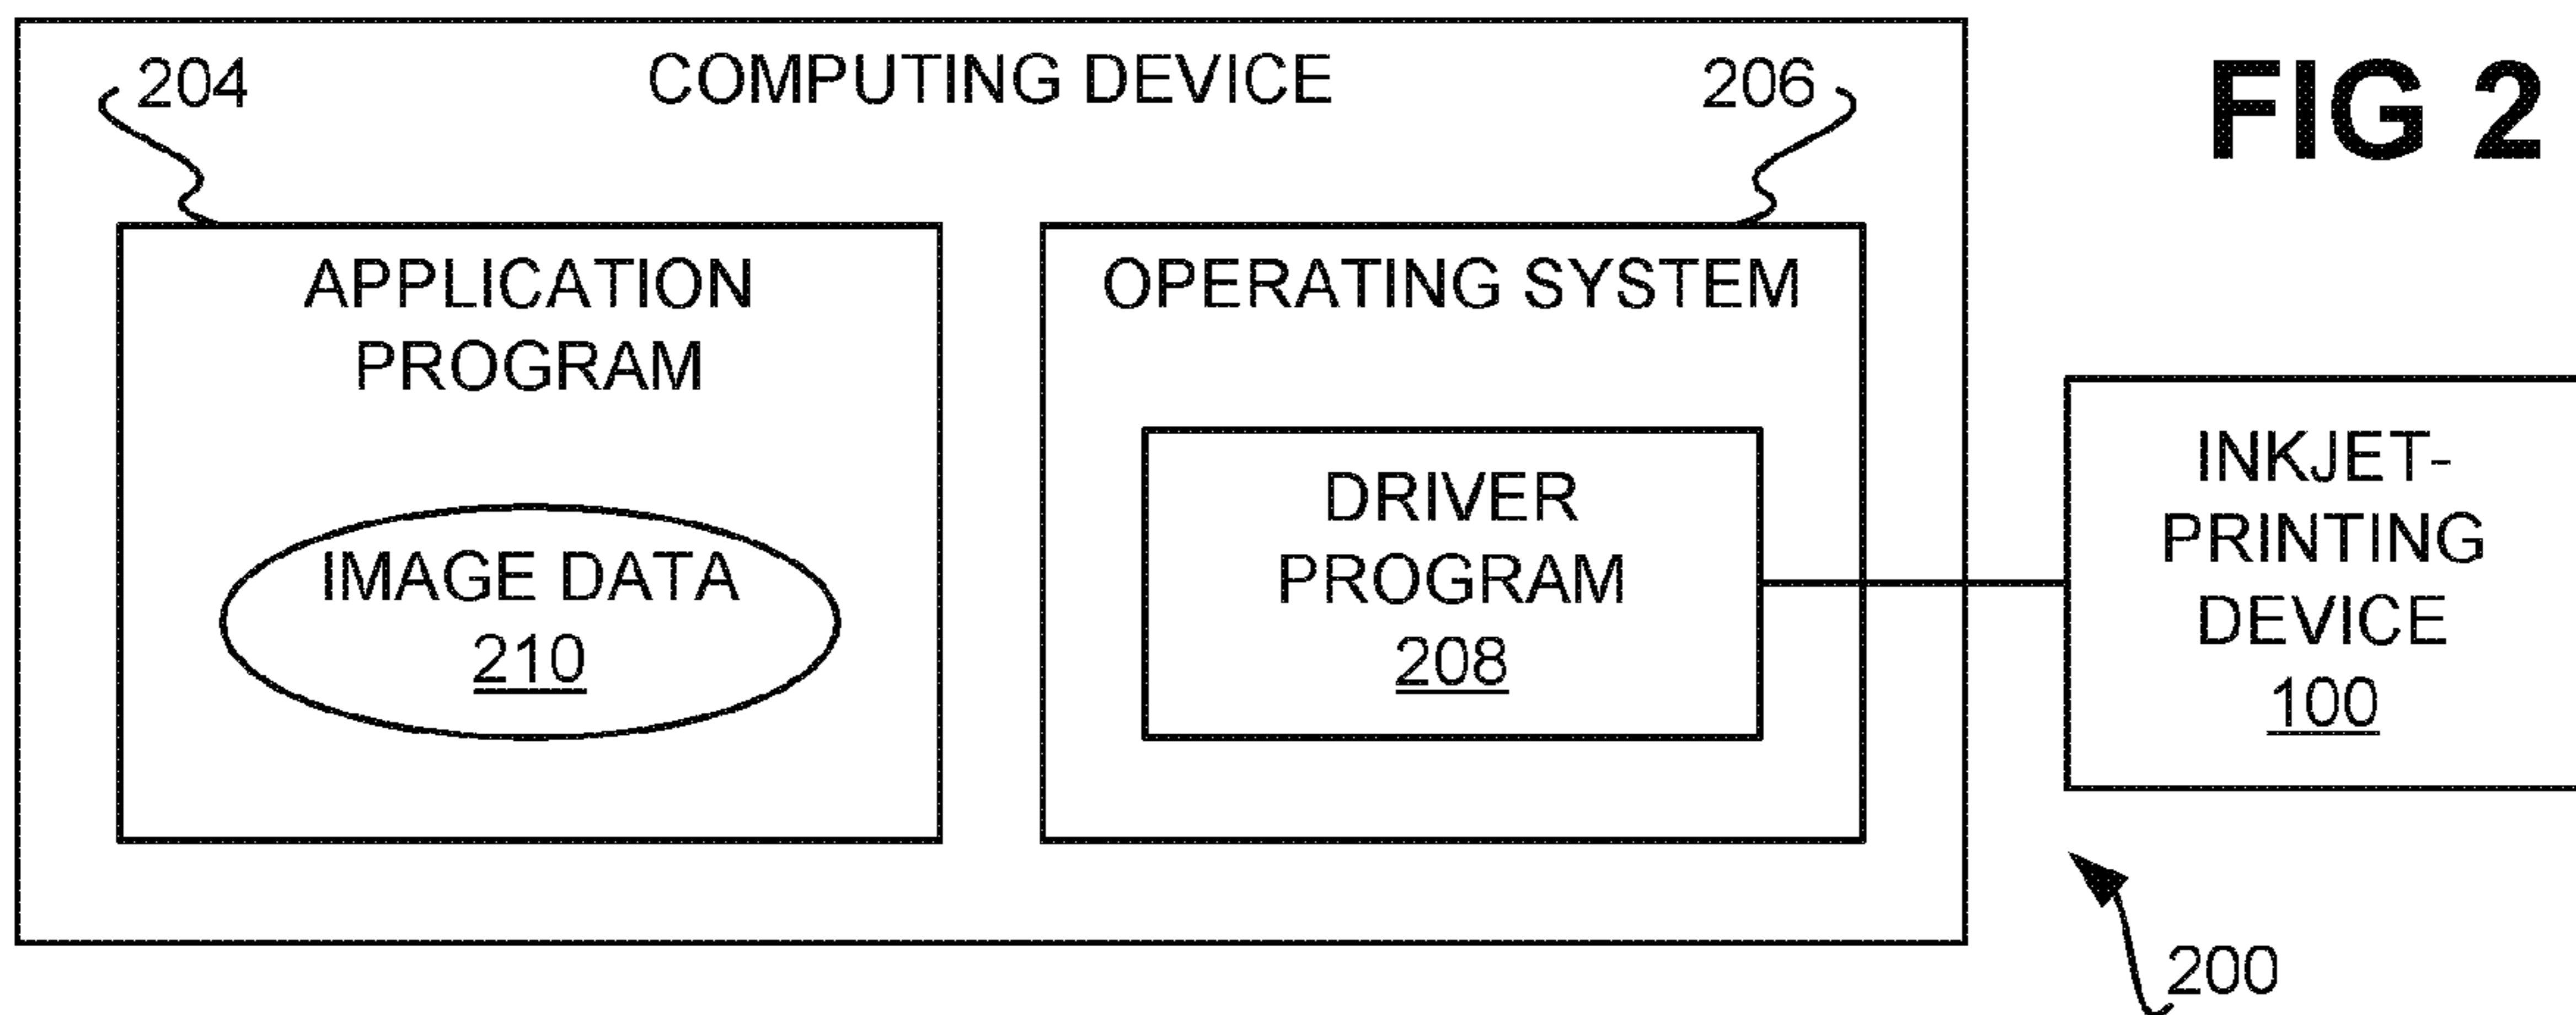 COMPUTING DEVICE
204
206
FIG 2
APPLICATION
PROGRAM
IMAGE DATA
210
OPERATING SYSTEM
DRIVER
PROGRAM
208
INKJET-
PRINTING
DEVICE
100
200